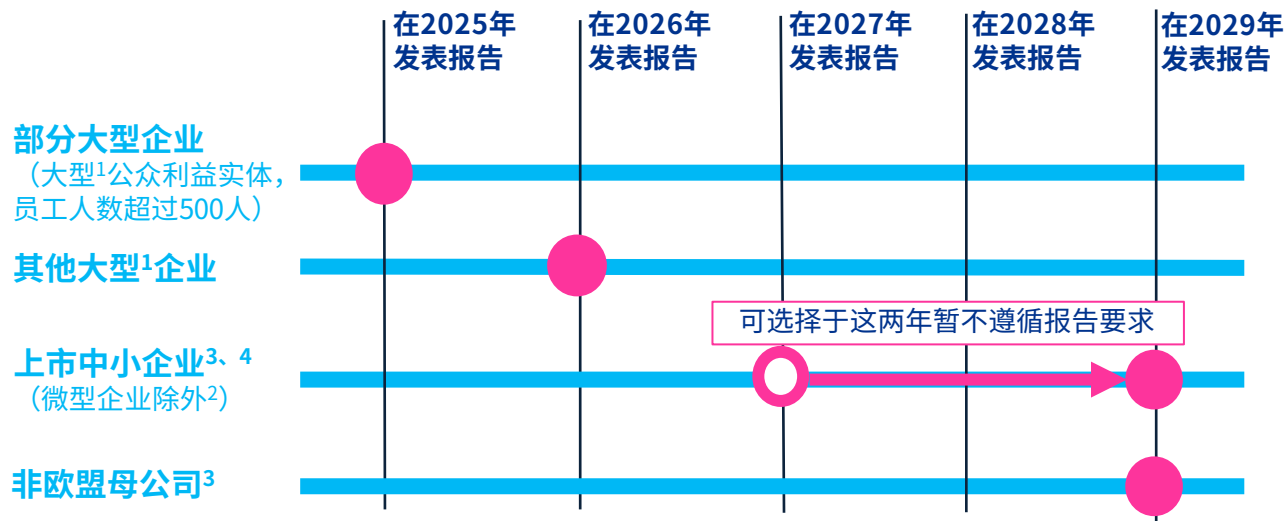 在2025年
发表报告
在2026年
发表报告
在2027年
发表报告
在2028年
发表报告
在2029年
发表报告
部分大型企业
（大型1公众利益实体，
员工人数超过500人）
其他大型1企业
可选择于这两年暂不遵循报告要求
上市中小企业3、4
（微型企业除外2）
非欧盟母公司3